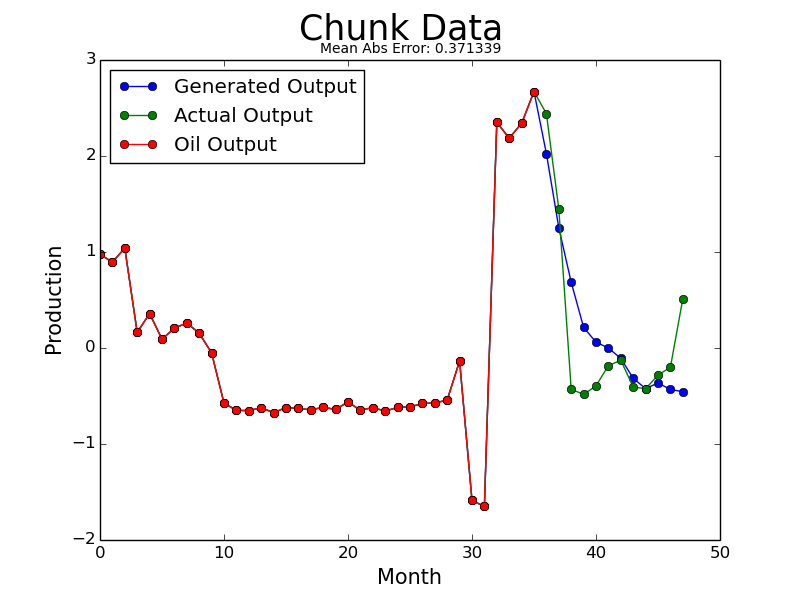 Chunk Data
Mean Abs Error: 0.371339
3
2
1
0
−1
−2
Production
Generated Output
Actual Output
Oil Output
0 10 20 30 40 50
Month